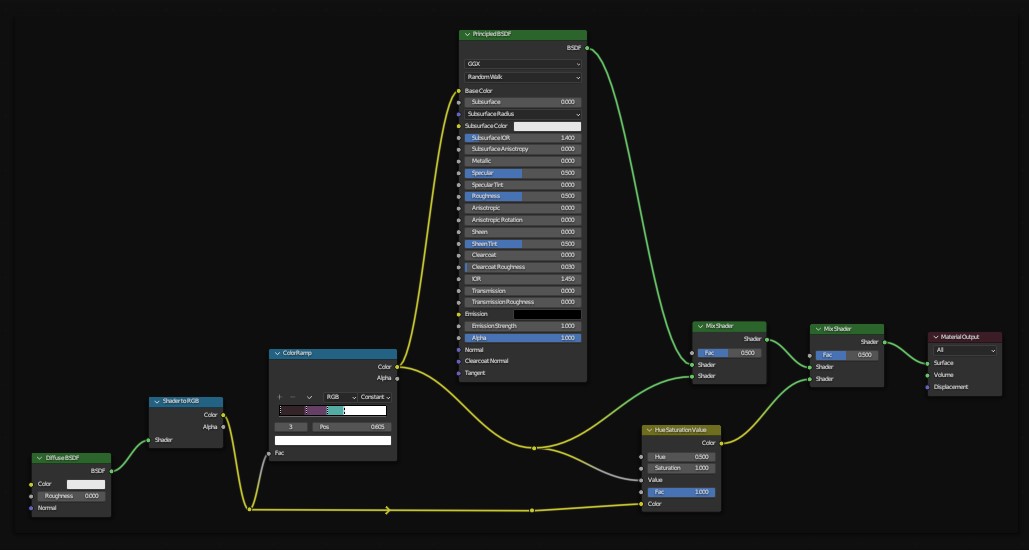 Principled BSDF
BSDF
GGX
Random Walk
Base Color
Subsurface 0.000
Subsurface Radius
Subsurface Color
Subsurface IOR 1.400
Subsurface Anisotropy 0.000
Metallic 0.000
Specular 0.500
Specular Tint 0.000
Roughness 0.500
Anisotropic 0.000
Anisotropic Rotation 0.000
Sheen 0.000
Sheen Tint 0.500
Clearcoat 0.000
Clearcoat Roughness 0.030
IOR 1.450
Transmission 0.000
Transmission Roughness 0.000
Emission
Emission Strength 1.000
Alpha 1.000
Normal
Clearcoat Normal
Tangent
Diffuse BSDF
BSDF
Color
Roughness 0.000
Normal
Shader to RGB
Color
Alpha
Shader
ColorRamp
Color
Alpha
RGB Constant
3 Pos 0.605
Fac
Mix Shader
Shader
Fac 0.500
Shader
Shader
Hue Saturation Value
Color
Hue 0.500
Saturation 1.000
Value
Fac 1.000
Color
Mix Shader
Shader
Fac 0.500
Shader
Shader
Material Output
All
Surface
Volume
Displacement